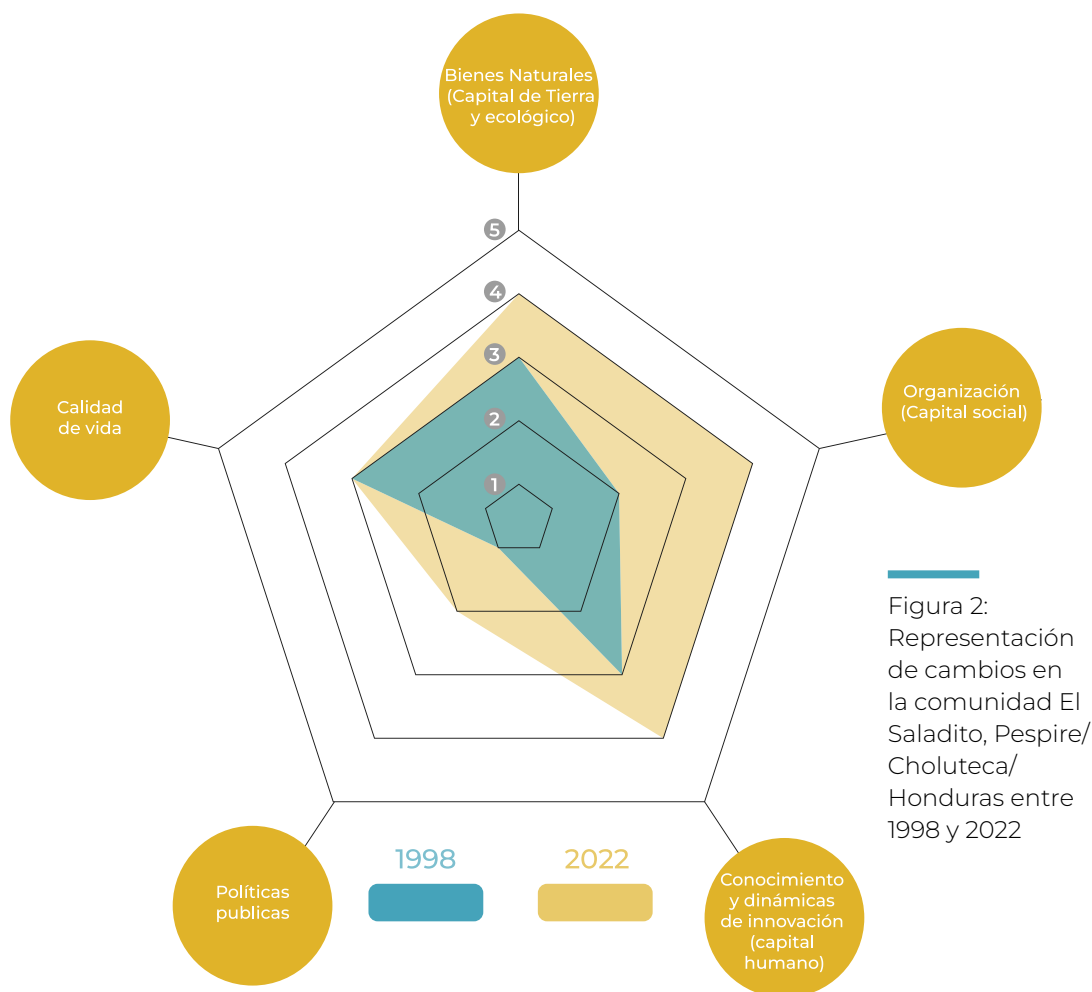 Bienes Naturales
(Capital de Tierra
y ecológico)
5
4
3
2
1
Calidad
de vida
Organización
(Capital social)
Figura 2:
Representación
de cambios en
la comunidad El
Saladito, Pespire/
Choluteca/
Honduras entre
1998 y 2022
Políticas
publicas
1998
2022
Conocimiento
y dinámicas
de innovación
(capital
humano)